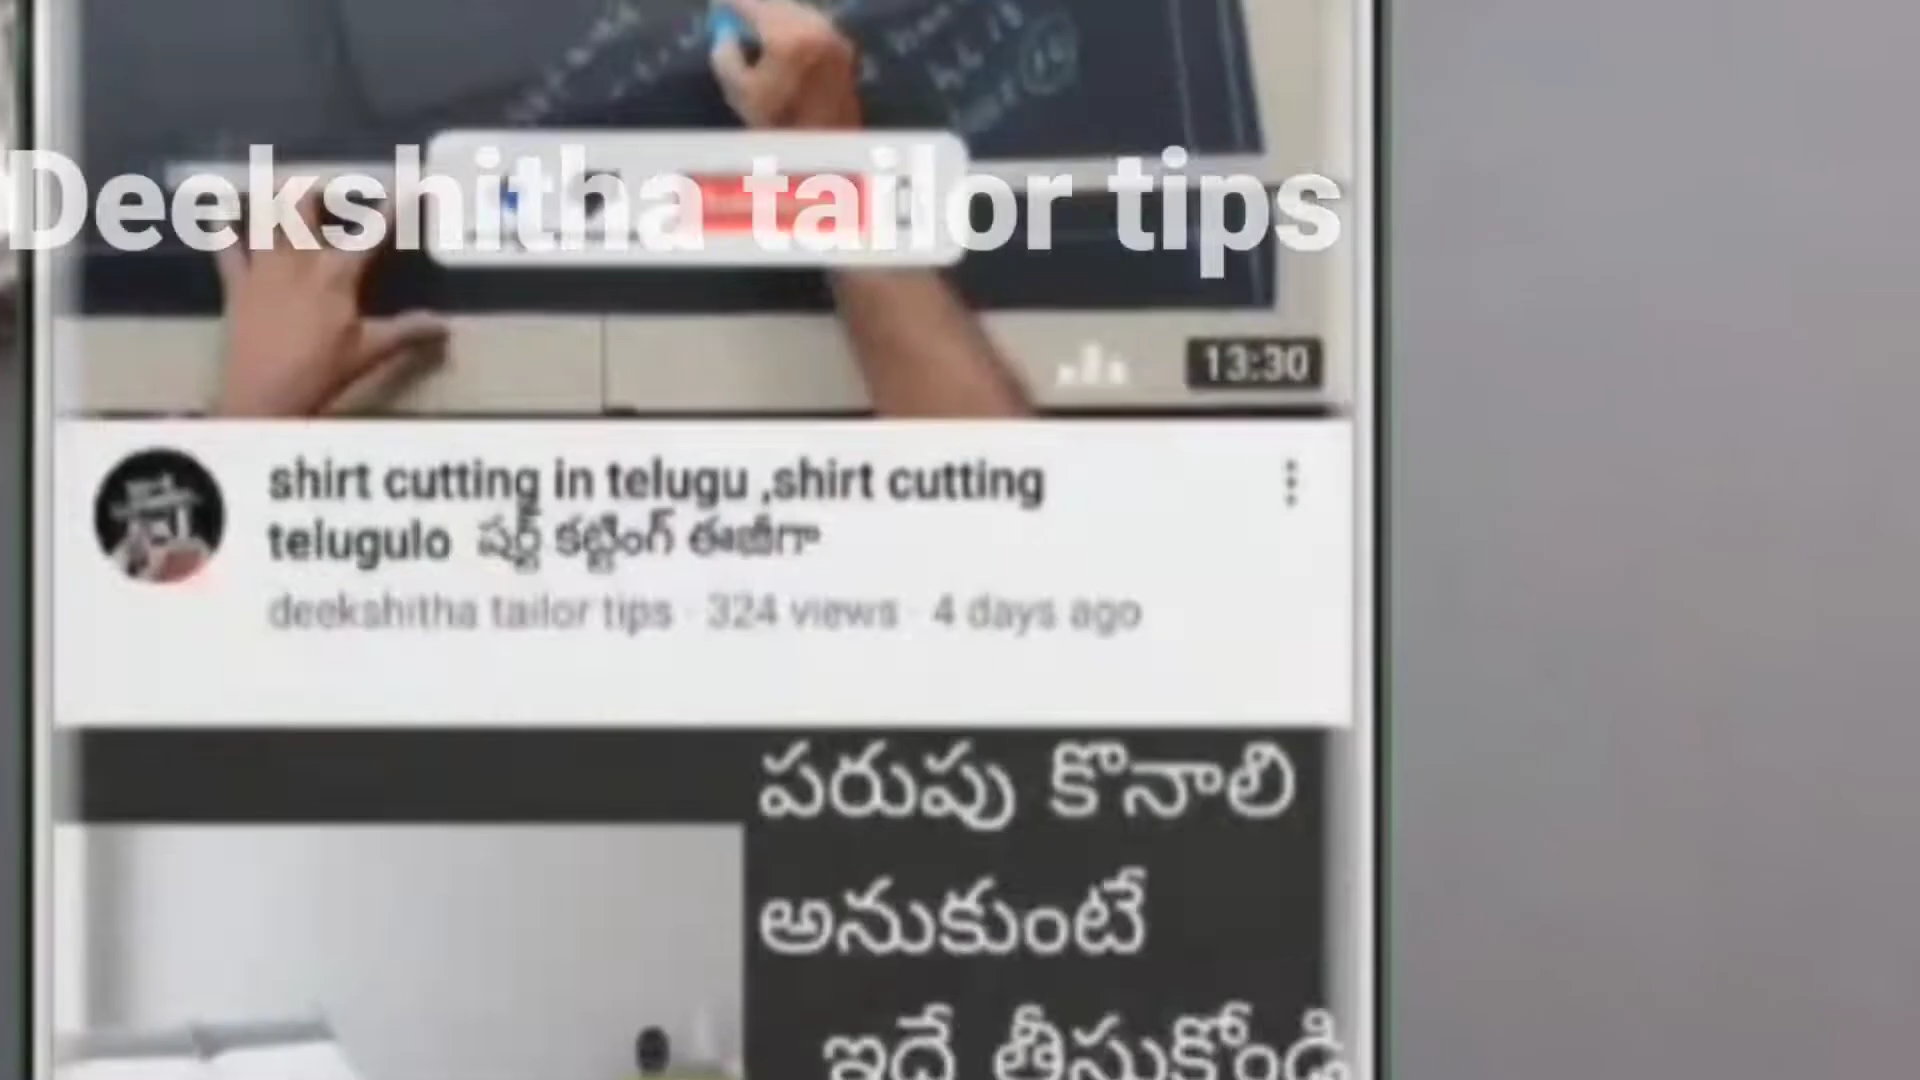 Deekshitha tailor tips
13:30
shirt cutting in telugu ,shirt cutting
telugulo షర్ట్ కట్టింగ్ ఈజీగా
deekshitha tailor tips · 324 views · 4 days ago
పరుపు కొనాలి
అనుకుంటే
ఇదే తీసుకోండి